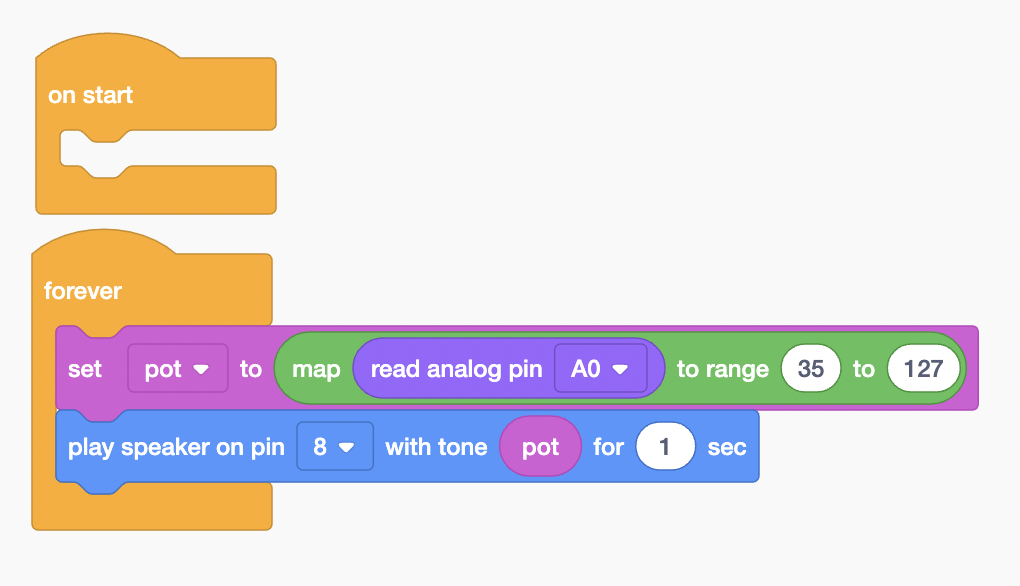 on start
forever
set pot to map read analog pin A0 to range 35 to 127
play speaker on pin 8 with tone pot for 1 sec